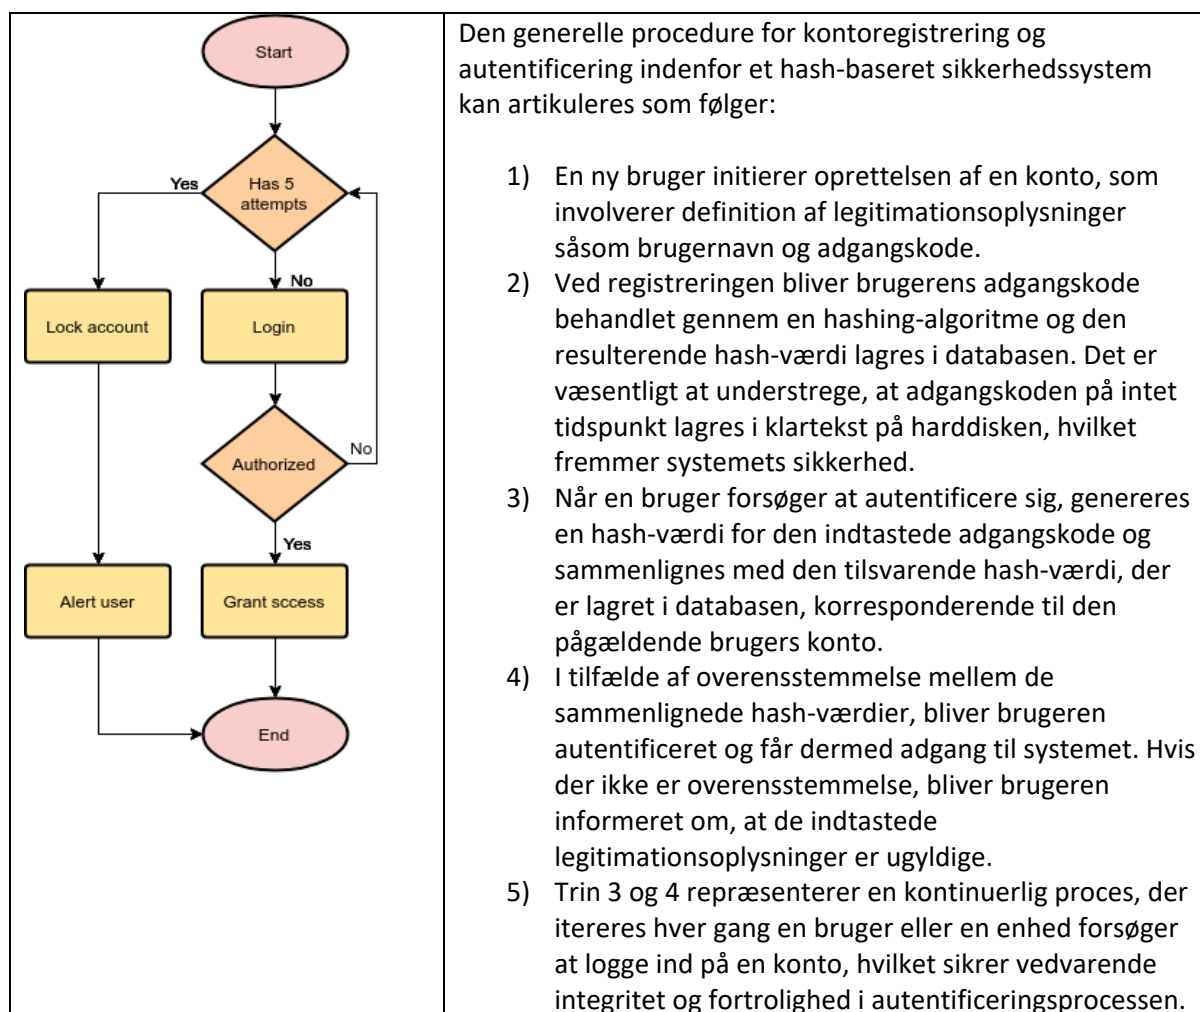 Start
Has 5
attempts
Yes
No
Lock account
Login
Authorized
No
Yes
Alert user
Grant sccess
End
Den generelle procedure for kontoregistrering og
autentificering indenfor et hash-baseret sikkerhedssystem
kan artikuleres som følger:
1) En ny bruger initierer oprettelsen af en konto, som
involverer definition af legitimationsoplysninger
såsom brugernavn og adgangskode.
2) Ved registreringen bliver brugerens adgangskode
behandlet gennem en hashing-algoritme og den
resulterende hash-værdi lagres i databasen. Det er
væsentligt at understrege, at adgangskoden på intet
tidspunkt lagres i klartekst på harddisken, hvilket
fremmer systemets sikkerhed.
3) Når en bruger forsøger at autentificere sig, genereres
en hash-værdi for den indtastede adgangskode og
sammenlignes med den tilsvarende hash-værdi, der
er lagret i databasen, korresponderende til den
pågældende brugers konto.
4) I tilfælde af overensstemmelse mellem de
sammenlignede hash-værdier, bliver brugeren
autentificeret og får dermed adgang til systemet. Hvis
der ikke er overensstemmelse, bliver brugeren
informeret om, at de indtastede
legitimationsoplysninger er ugyldige.
5) Trin 3 og 4 repræsenterer en kontinuerlig proces, der
itereres hver gang en bruger eller en enhed forsøger
at logge ind på en konto, hvilket sikrer vedvarende
integritet og fortrolighed i autentificeringsprocessen.